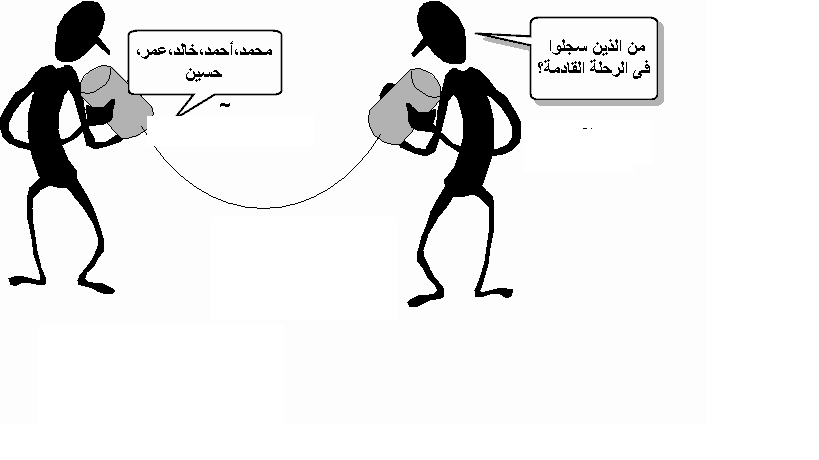 من الذين سجلوا
فى الرحلة القادمة؟
محمد،أحمد،خالد،عمر،
حسين
~